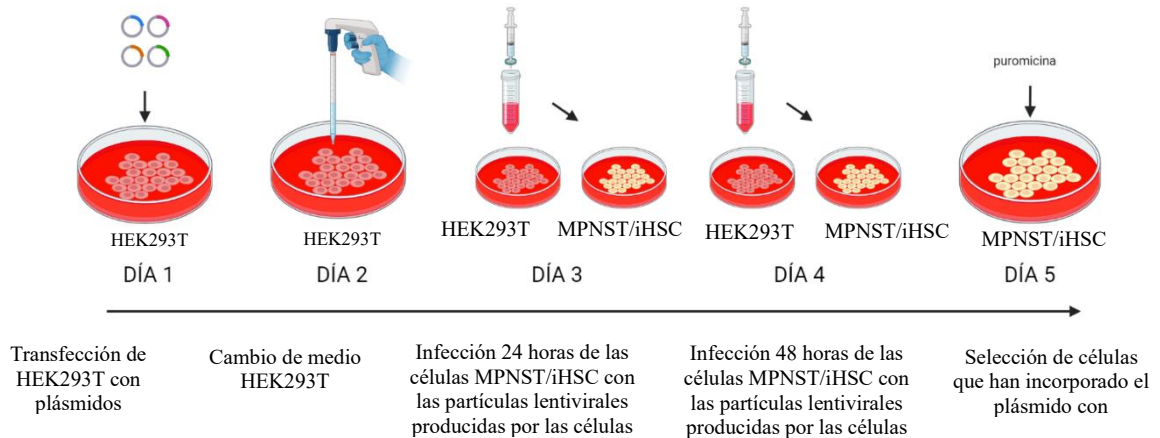 puromicina
HEK293T
HEK293T
HEK293T MPNST/iHSC
HEK293T MPNST/iHSC
MPNST/iHSC
DÍA 1
DÍA 2
DÍA 3
DÍA 4
DÍA 5
Transfección de
HEK293T con
plásmidos
Cambio de medio
HEK293T
Infección 24 horas de las
células MPNST/iHSC con
las partículas lentivirales
producidas por las células
Infección 48 horas de las
células MPNST/iHSC con
las partículas lentivirales
producidas por las células
Selección de células
que han incorporado el
plásmido con